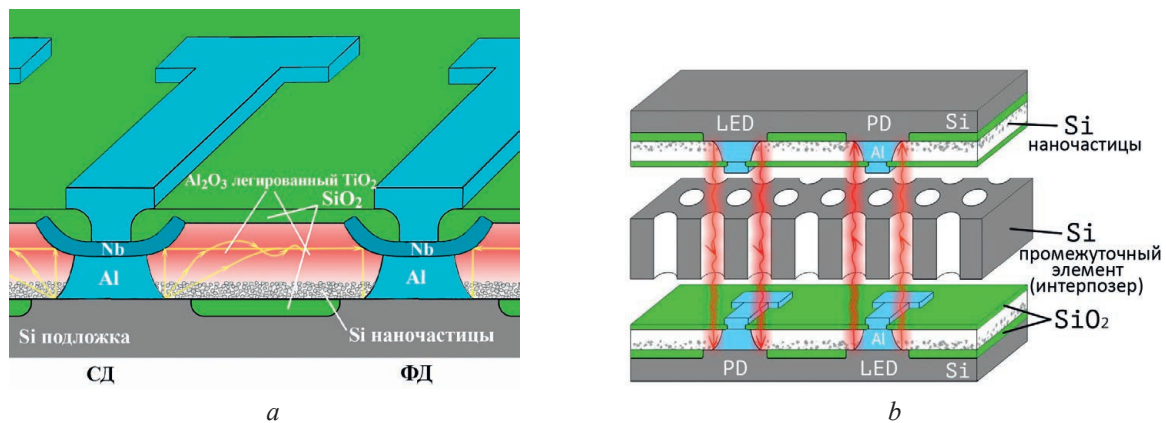 Al₂O₃ легированный TiO₂
SiO₂
Nb
Nb
Al
Al
Si подложка
Si наночастицы
СД
ФД
a
LED
PD
Si
Al
Si
наночастицы
Si
промежуточный
элемент
(интерпозер)
SiO₂
Al
PD
LED
Si
b